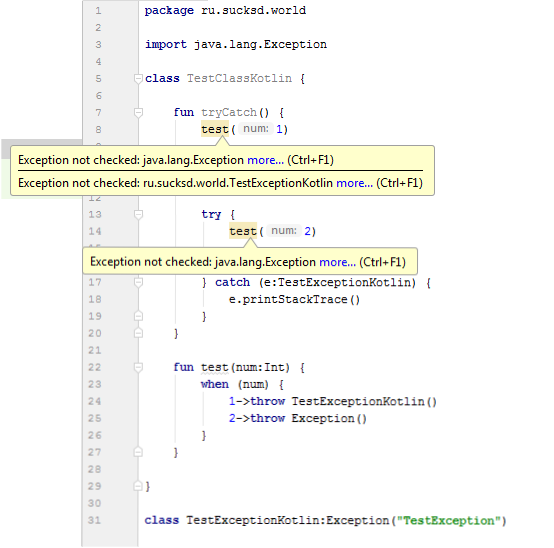 1 package ru.sucksd.world
2
3 import java.lang.Exception
4
5 class TestClassKotlin {
6
7 fun tryCatch() {
8 test( num: 1)
Exception not checked: java.lang.Exception more... (Ctrl+F1)
Exception not checked: ru.sucksd.world.TestExceptionKotlin more... (Ctrl+F1)
12
13 try {
14 test( num: 2)
Exception not checked: java.lang.Exception more... (Ctrl+F1)
17 } catch (e:TestExceptionKotlin) {
18 e.printStackTrace()
19 }
20 }
21
22 fun test(num:Int) {
23 when (num) {
24 1->throw TestExceptionKotlin()
25 2->throw Exception()
26 }
27 }
28
29 }
30
31 class TestExceptionKotlin:Exception("TestException")